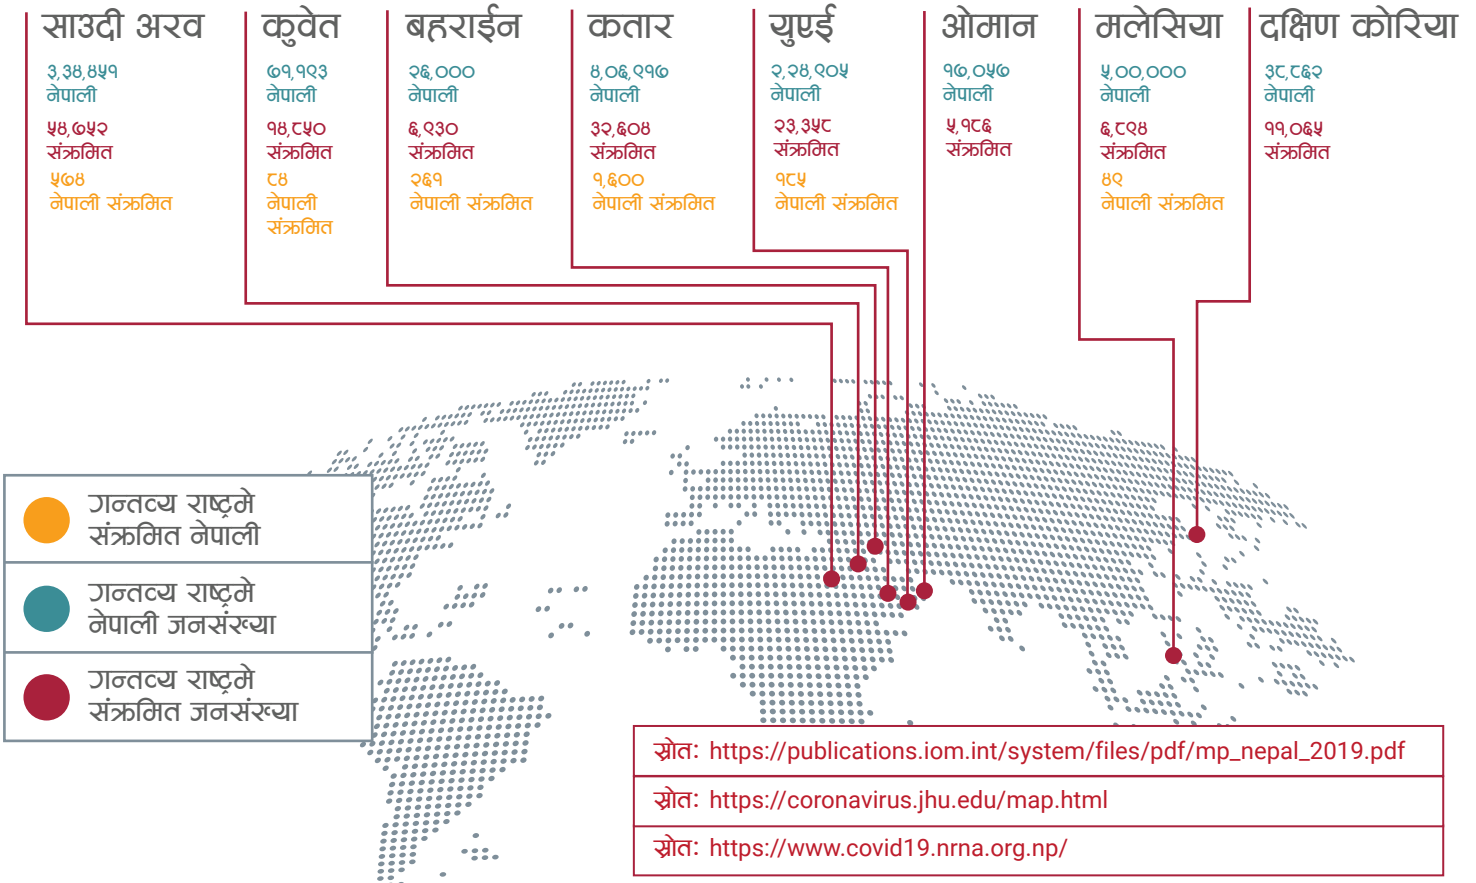 साउदी अरव
३,३४,४५१
नेपाली
५४,७५२
संक्रमित
५७४
नेपाली संक्रमित
कुवेत
७१,१९३
नेपाली
१४,८५०
संक्रमित
८४
नेपाली
संक्रमित
बहराईन
२६,०००
नेपाली
६,९३०
संक्रमित
२६१
नेपाली संक्रमित
कतार
४,०६,९१७
नेपाली
३२,६०४
संक्रमित
१,६००
नेपाली संक्रमित
युएई
२,२४,९०५
नेपाली
२३,३५८
संक्रमित
१८५
नेपाली संक्रमित
ओमान
१७,०५७
नेपाली
५,१८६
संक्रमित
मलेसिया
५,००,०००
नेपाली
६,८९४
संक्रमित
४९
नेपाली संक्रमित
दक्षिण कोरिया
३८,८६२
नेपाली
११,०६५
संक्रमित
गन्तव्य राष्ट्रमे
संक्रमित नेपाली
गन्तव्य राष्ट्रमे
नेपाली जनसंख्या
गन्तव्य राष्ट्रमे
संक्रमित जनसंख्या
स्रोत: https://publications.iom.int/system/files/pdf/mp_nepal_2019.pdf
स्रोत: https://coronavirus.jhu.edu/map.html
स्रोत: https://www.covid19.nrna.org.np/